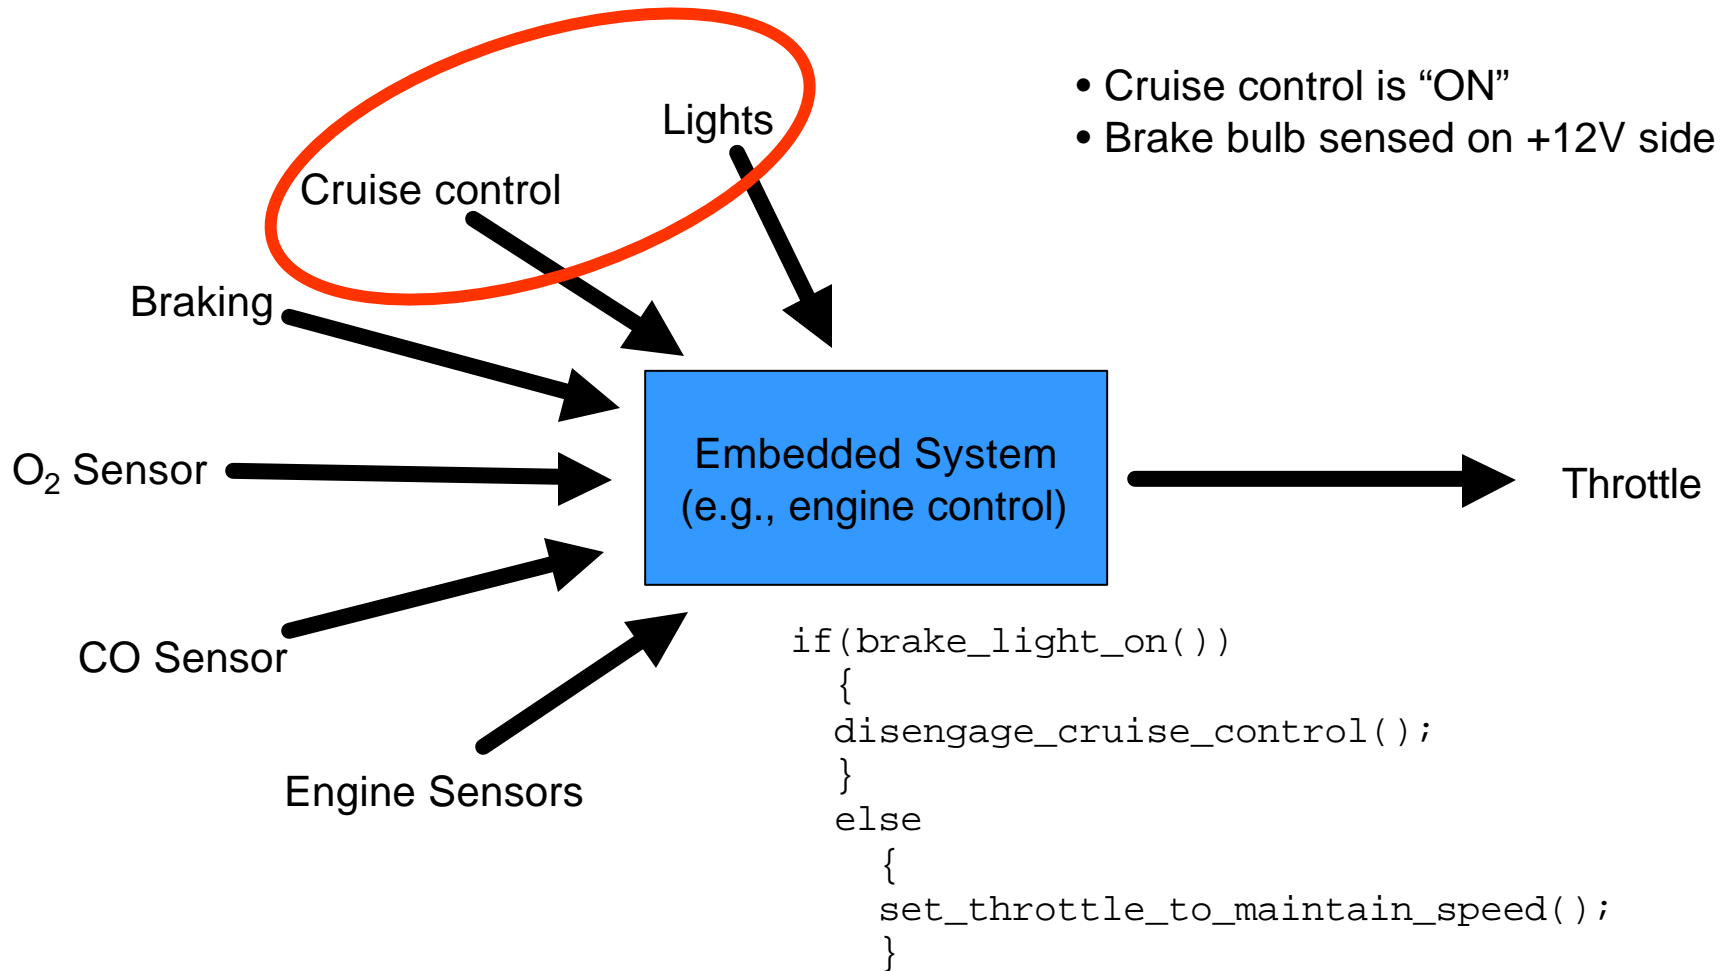 • Cruise control is “ON”
• Brake bulb sensed on +12V side
Lights
Cruise control
Braking
O₂ Sensor
CO Sensor
Engine Sensors
Embedded System
(e.g., engine control)
Throttle
if(brake_light_on())
{
disengage_cruise_control();
}
else
{
set_throttle_to_maintain_speed();
}